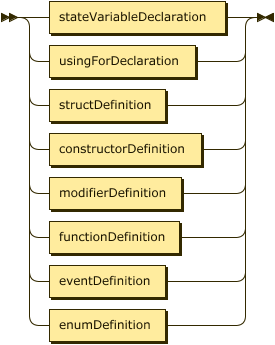 stateVariableDeclaration
usingForDeclaration
structDefinition
constructorDefinition
modifierDefinition
functionDefinition
eventDefinition
enumDefinition